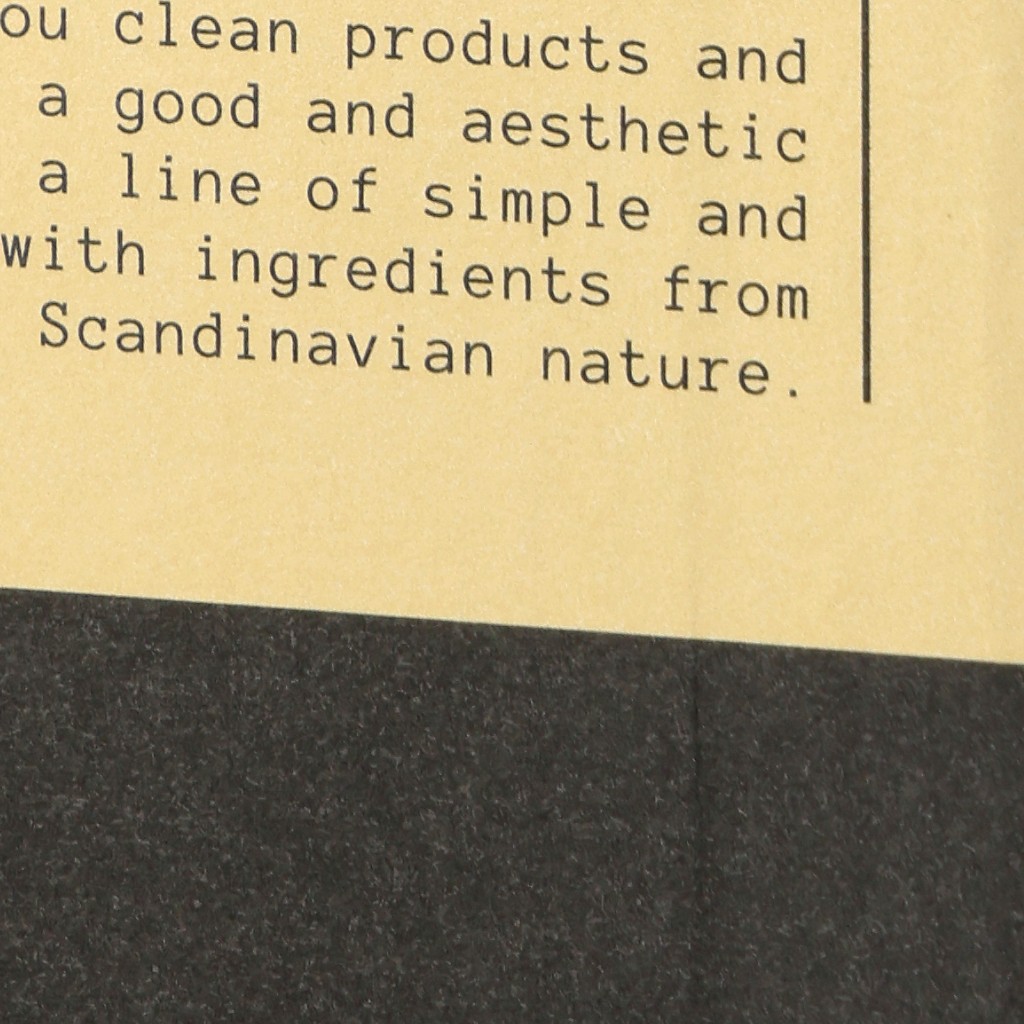 ou clean products and
a good and aesthetic
a line of simple and
with ingredients from
Scandinavian nature.